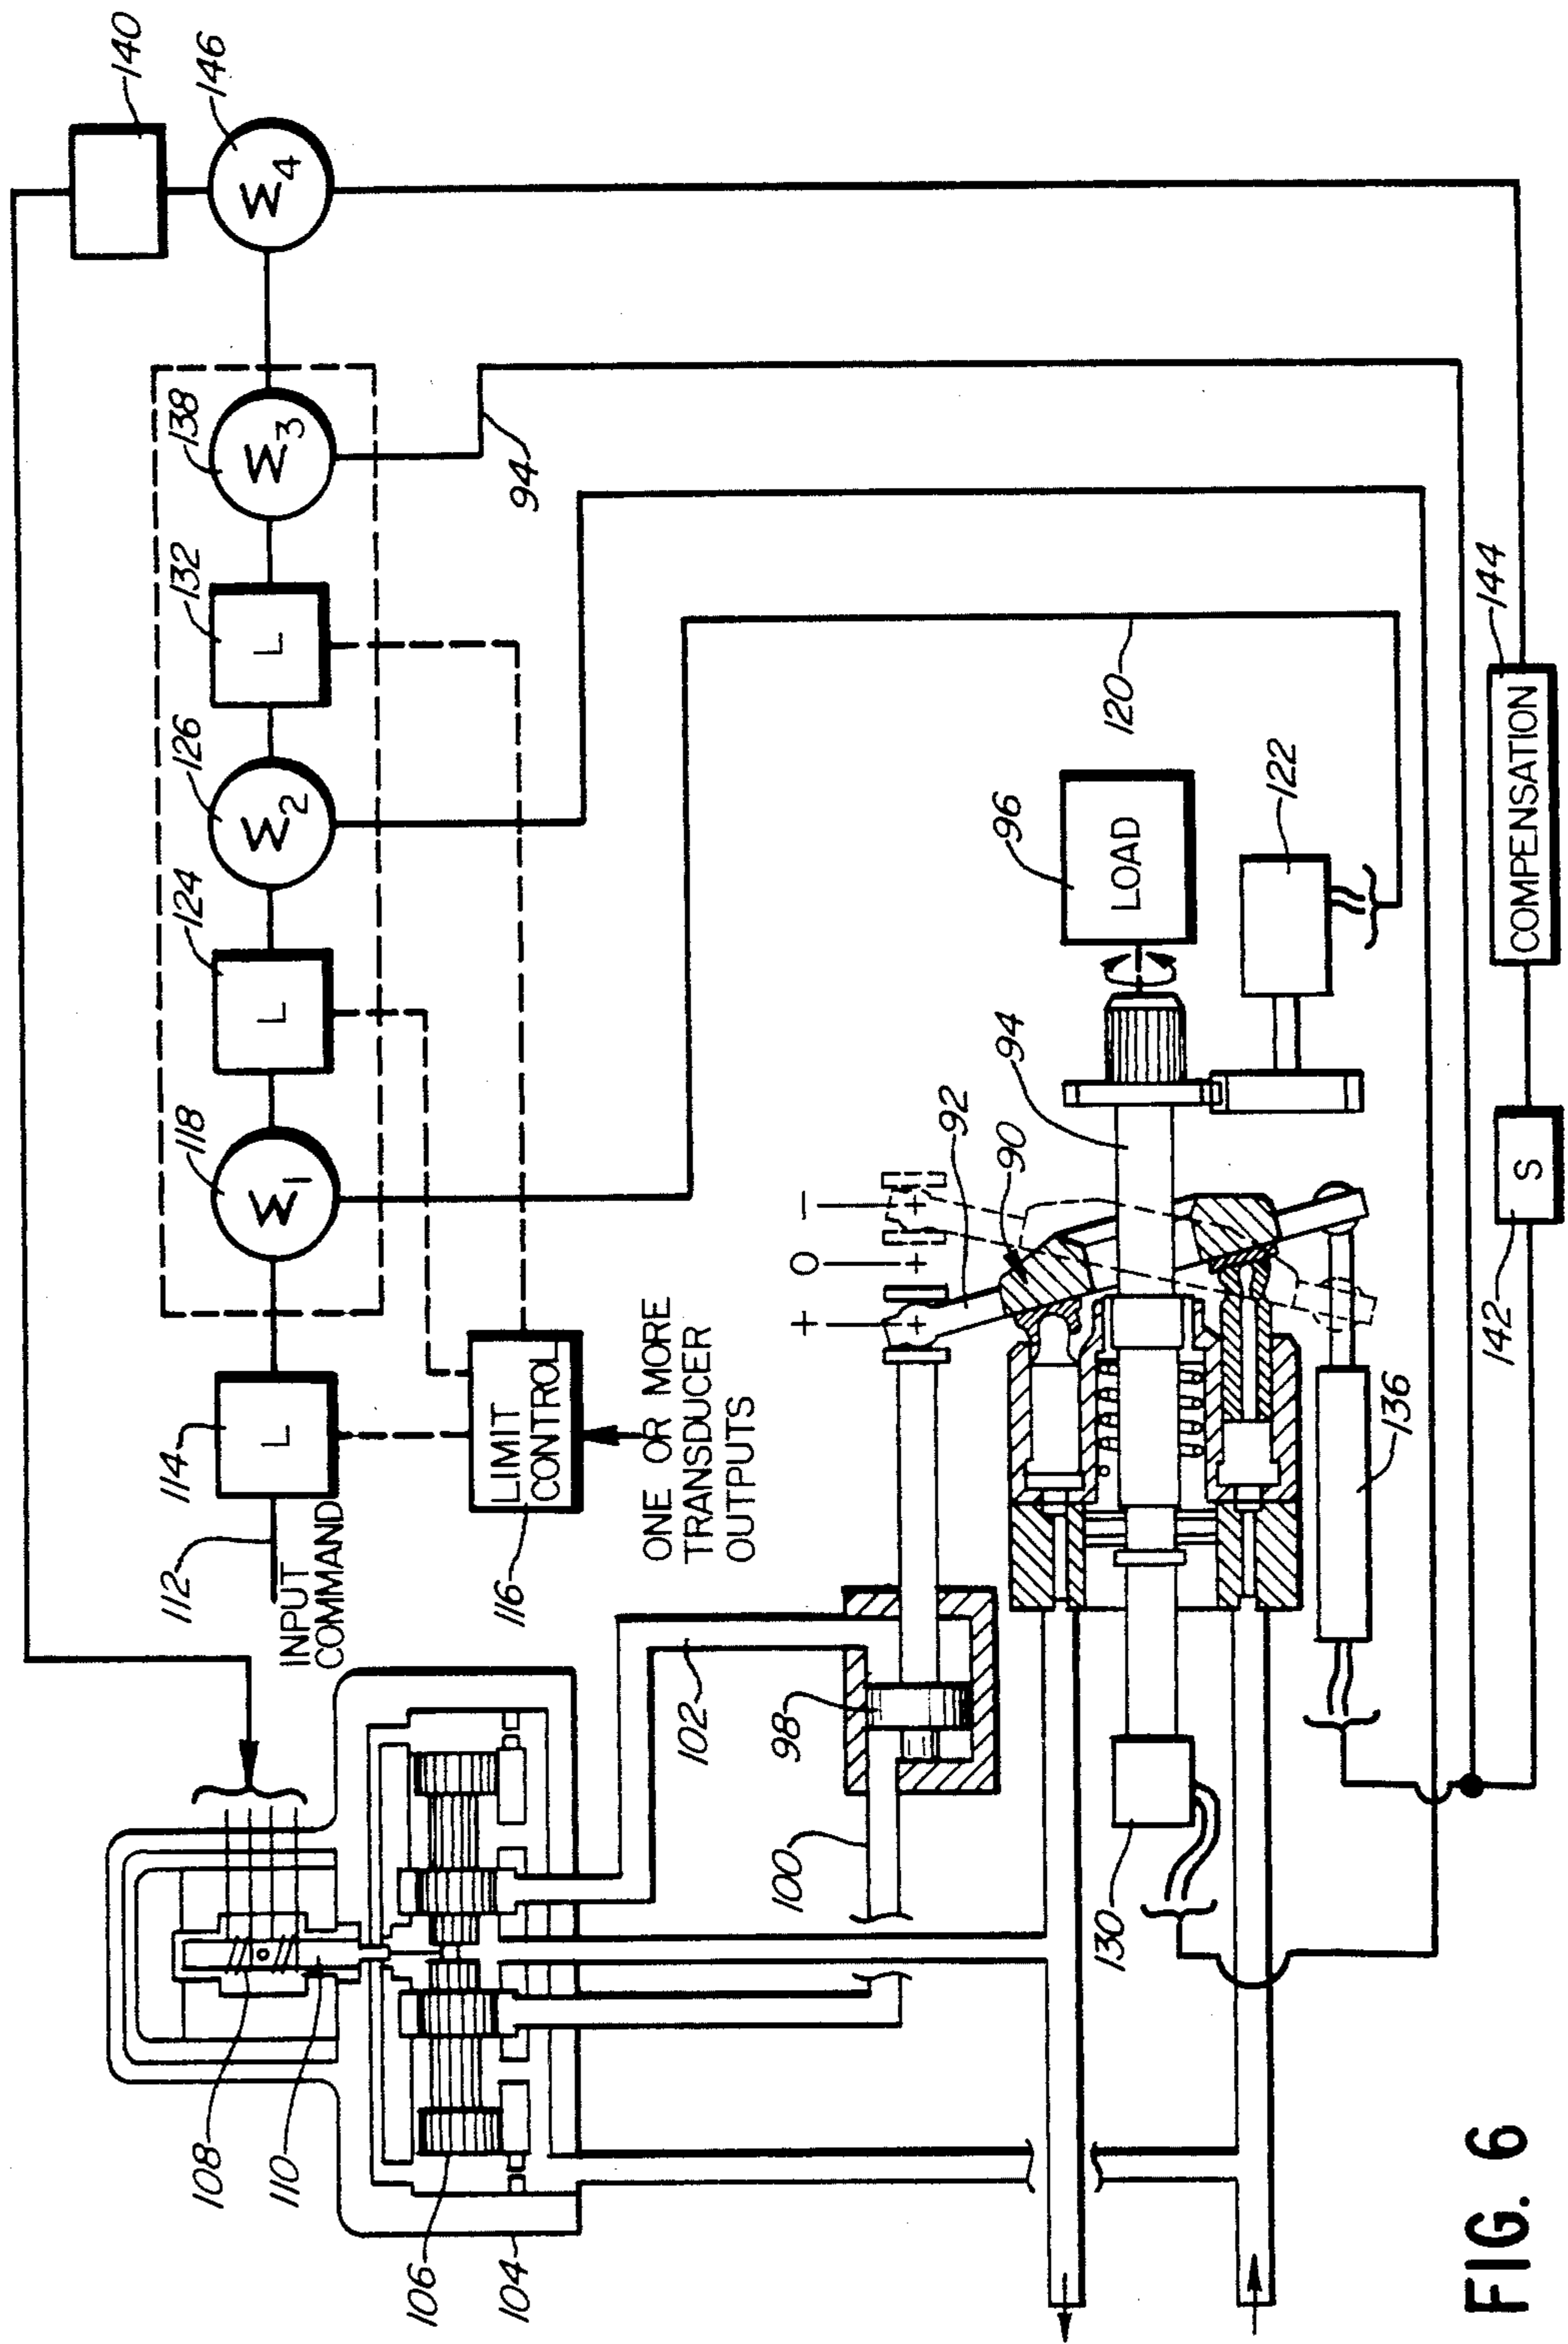 140
146
W4
138
W3
132
L
126
W2
124
L
118
W1
114
L
112
INPUT
COMMAND
116
LIMIT
CONTROL
ONE OR MORE
TRANSDUCER
OUTPUTS
94
120
108
110
106
104
102
100
98
+
0
–
+
+
+
92
90
94
96
LOAD
122
130
136
142
S
144
COMPENSATION
FIG. 6